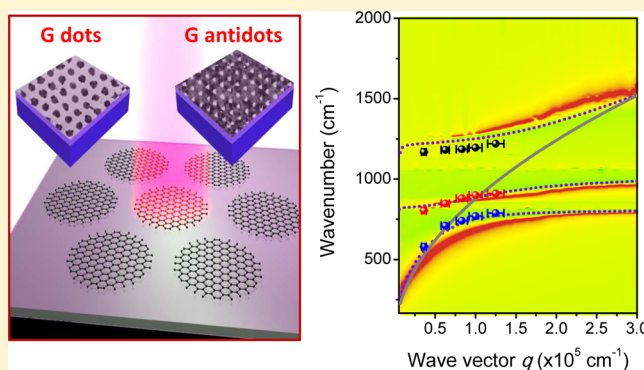 G dots
G antidots
2000
1500
1000
500
Wavenumber (cm⁻¹)
0.5 1.0 1.5 2.0 2.5 3.0
Wave vector q (x10⁵ cm⁻¹)